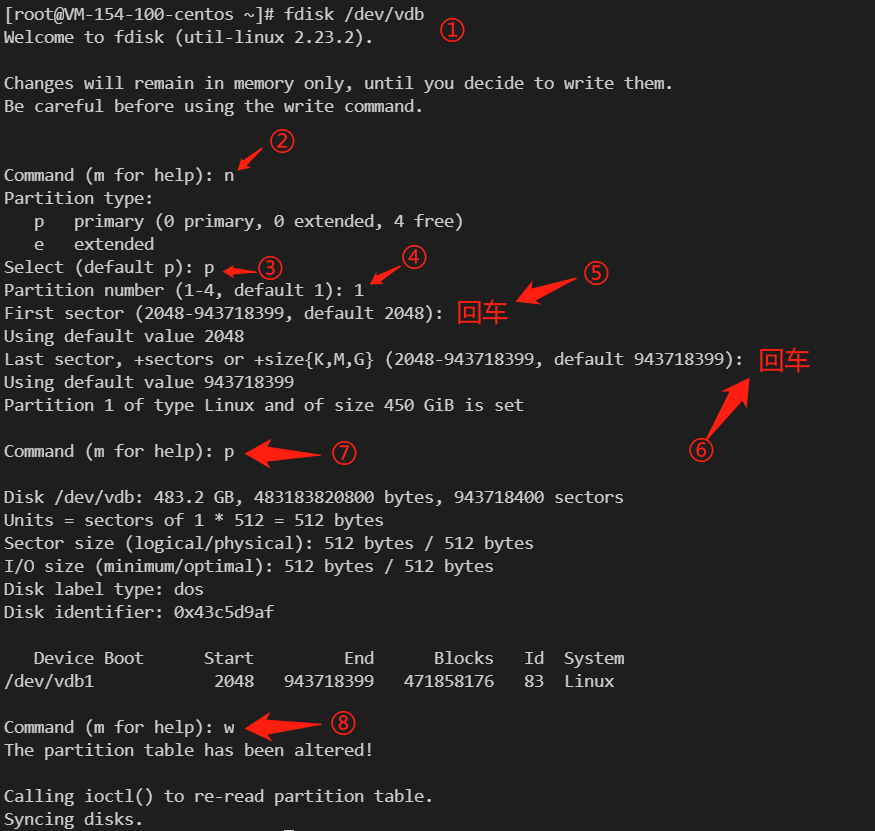 [root@VM-154-100-centos ~]# fdisk /dev/vdb
Welcome to fdisk (util-linux 2.23.2). ①
Changes will remain in memory only, until you decide to write them.
Be careful before using the write command.
②
Command (m for help): n
Partition type:
   p   primary (0 primary, 0 extended, 4 free)
   e   extended
Select (default p): p ③ ④
Partition number (1-4, default 1): 1 ⑤
First sector (2048-943718399, default 2048): 回车
Using default value 2048
Last sector, +sectors or +size{K,M,G} (2048-943718399, default 943718399): 回车
Using default value 943718399
Partition 1 of type Linux and of size 450 GiB is set
Command (m for help): p ⑦ ⑥
Disk /dev/vdb: 483.2 GB, 483183820800 bytes, 943718400 sectors
Units = sectors of 1 * 512 = 512 bytes
Sector size (logical/physical): 512 bytes / 512 bytes
I/O size (minimum/optimal): 512 bytes / 512 bytes
Disk label type: dos
Disk identifier: 0x43c5d9af
   Device Boot      Start         End      Blocks   Id  System
/dev/vdb1            2048   943718399   471858176   83  Linux
Command (m for help): w ⑧
The partition table has been altered!
Calling ioctl() to re-read partition table.
Syncing disks.